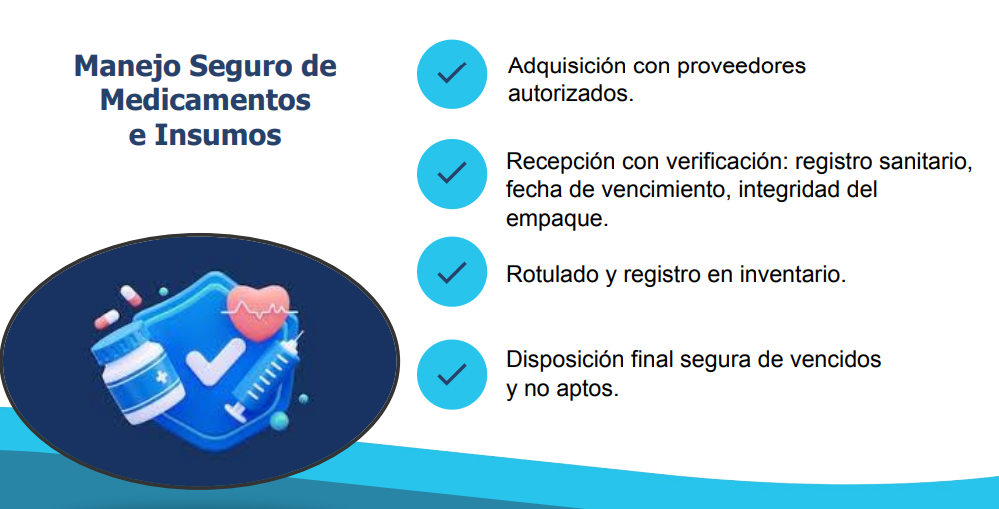 Manejo Seguro de
Medicamentos
e Insumos
Adquisición con proveedores
autorizados.
Recepción con verificación: registro sanitario,
fecha de vencimiento, integridad del
empaque.
Rotulado y registro en inventario.
Disposición final segura de vencidos
y no aptos.